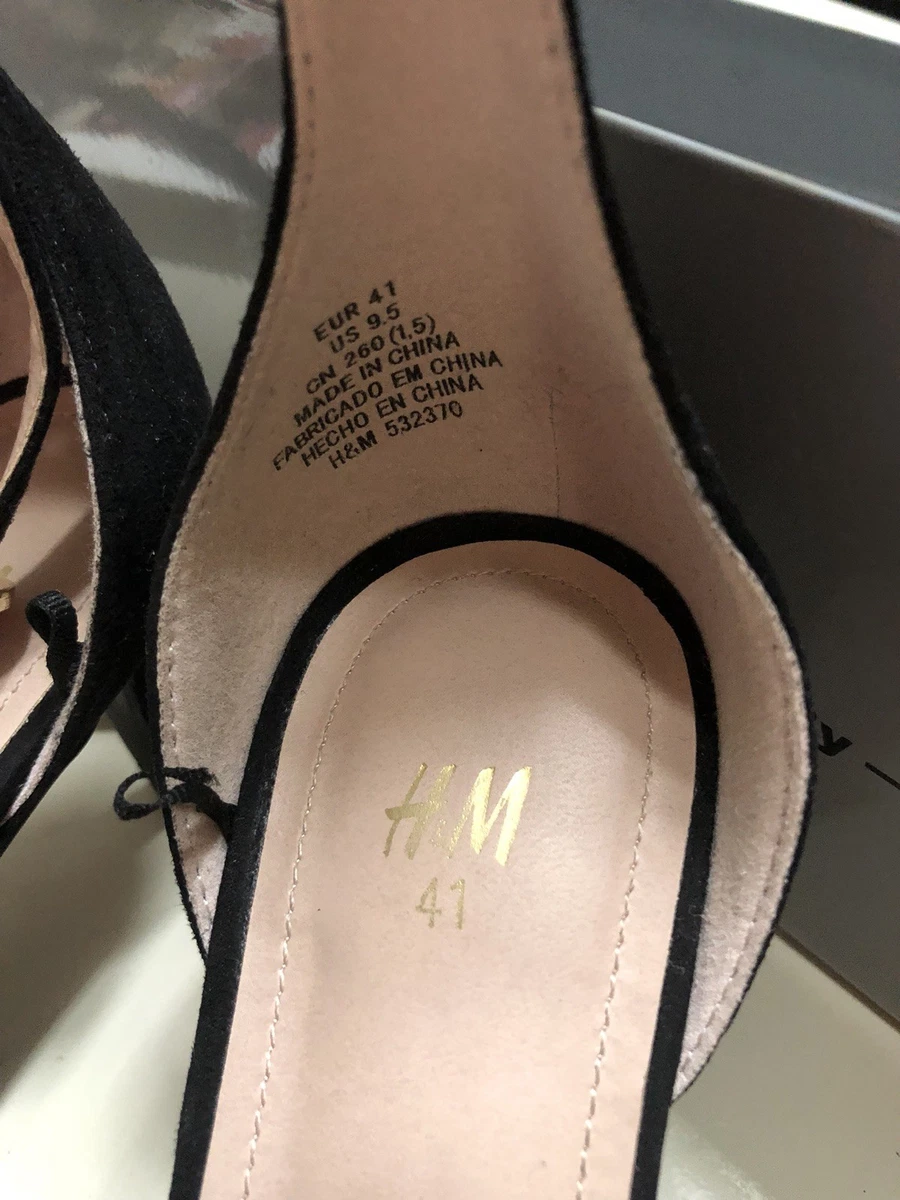 EUR 41
US 9.5
CN 260 (1,5)
MADE IN CHINA
FABRICADO EM CHINA
HECHO EN CHINA
H&M 532370
H&M
41